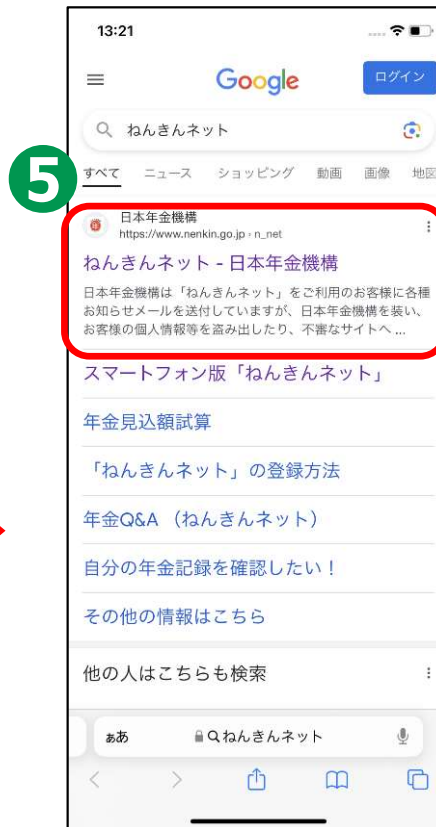 13:21
Google
ログイン
ねんきんネット
5
すべて ニュース ショッピング 動画 画像 地図
日本年金機構
https://www.nenkin.go.jp › n_net
ねんきんネット - 日本年金機構
日本年金機構は「ねんきんネット」をご利用のお客様に各種
お知らせメールを送付していますが、日本年金機構を装い、
お客様の個人情報等を盗み出したり、不審なサイトへ ...
スマートフォン版「ねんきんネット」
年金見込額試算
「ねんきんネット」の登録方法
年金Q&A （ねんきんネット）
自分の年金記録を確認したい！
その他の情報はこちら
他の人はこちらも検索
ぁあ ねんきんネット